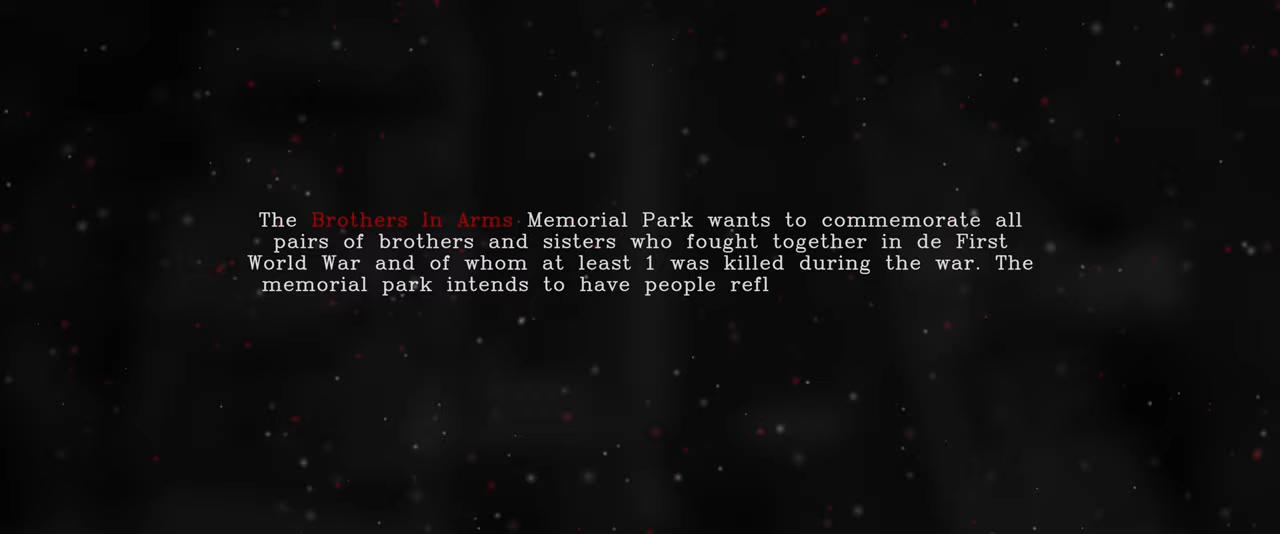 The Brothers In Arms Memorial Park wants to commemorate all
pairs of brothers and sisters who fought together in de First
World War and of whom at least 1 was killed during the war. The
memorial park intends to have people refl